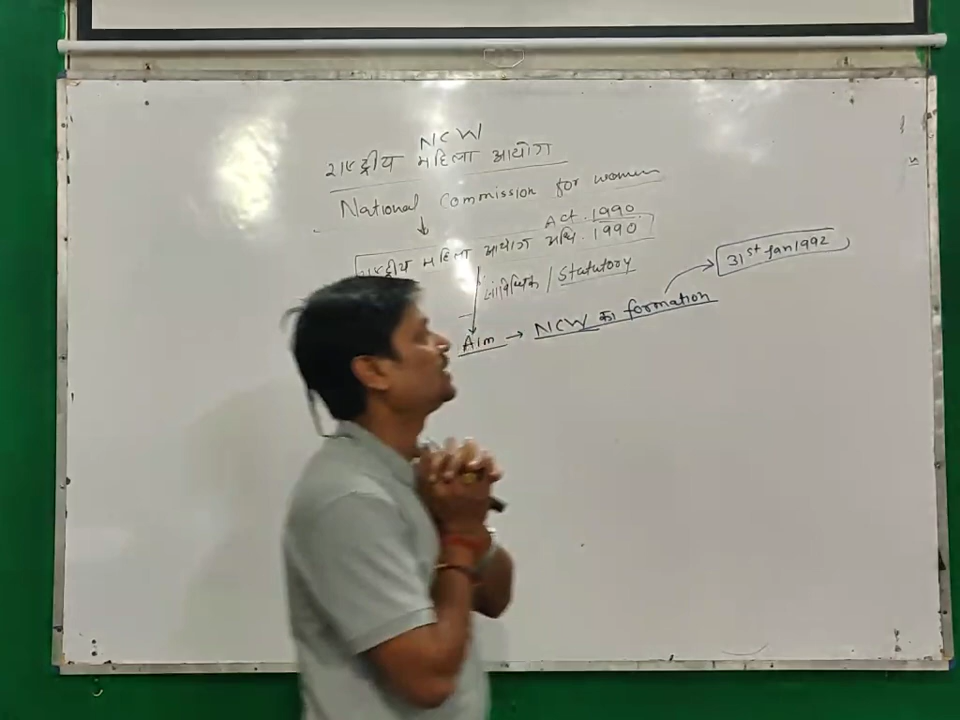 NCW
राष्ट्रीय महिला आयोग
National Commission for women
Act. 1990
राष्ट्रीय महिला आयोग अधि. 1990
सांविधिक / Statutory
31st Jan 1992
Aim → NCW का formation